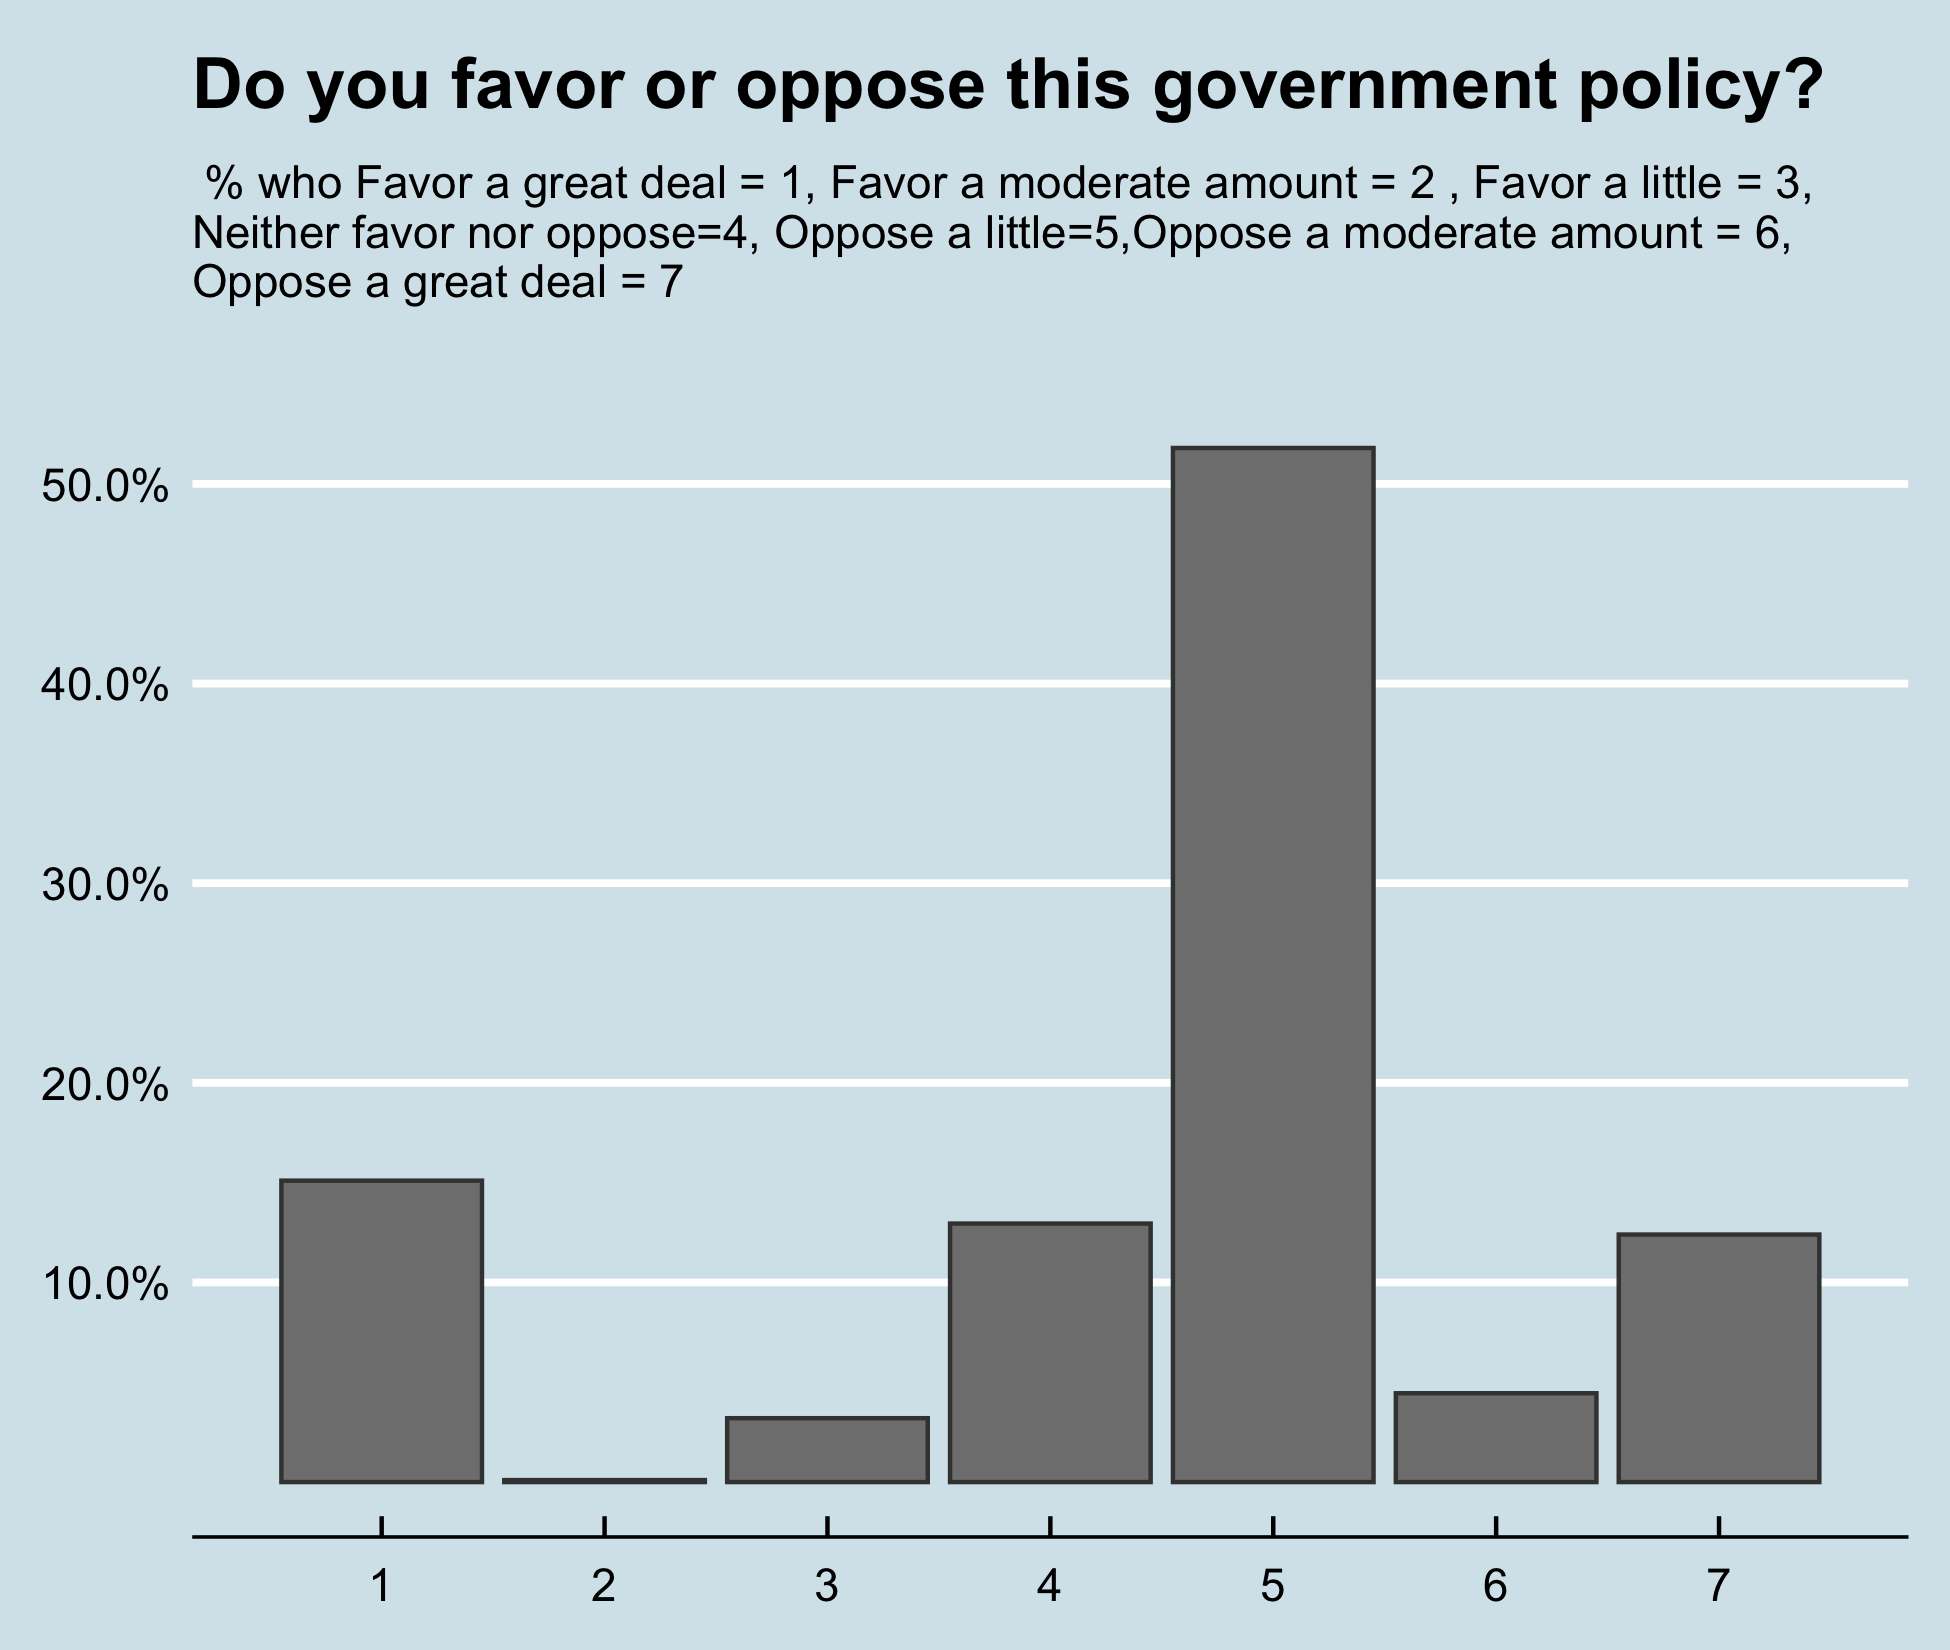 Do you favor or oppose this government policy?
% who Favor a great deal = 1, Favor a moderate amount = 2 , Favor a little = 3,
Neither favor nor oppose=4, Oppose a little=5,Oppose a moderate amount = 6,
Oppose a great deal = 7
50.0%
40.0%
30.0%
20.0%
10.0%
1 2 3 4 5 6 7